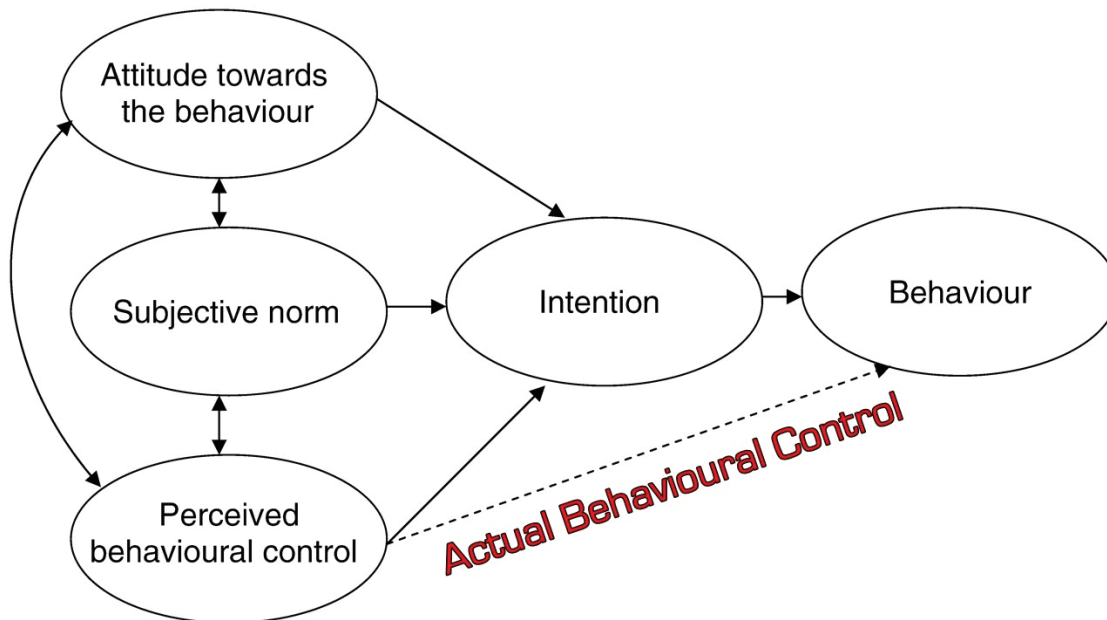 Attitude towards
the behaviour
Subjective norm
Intention
Behaviour
Perceived
behavioural control
Actual Behavioural Control